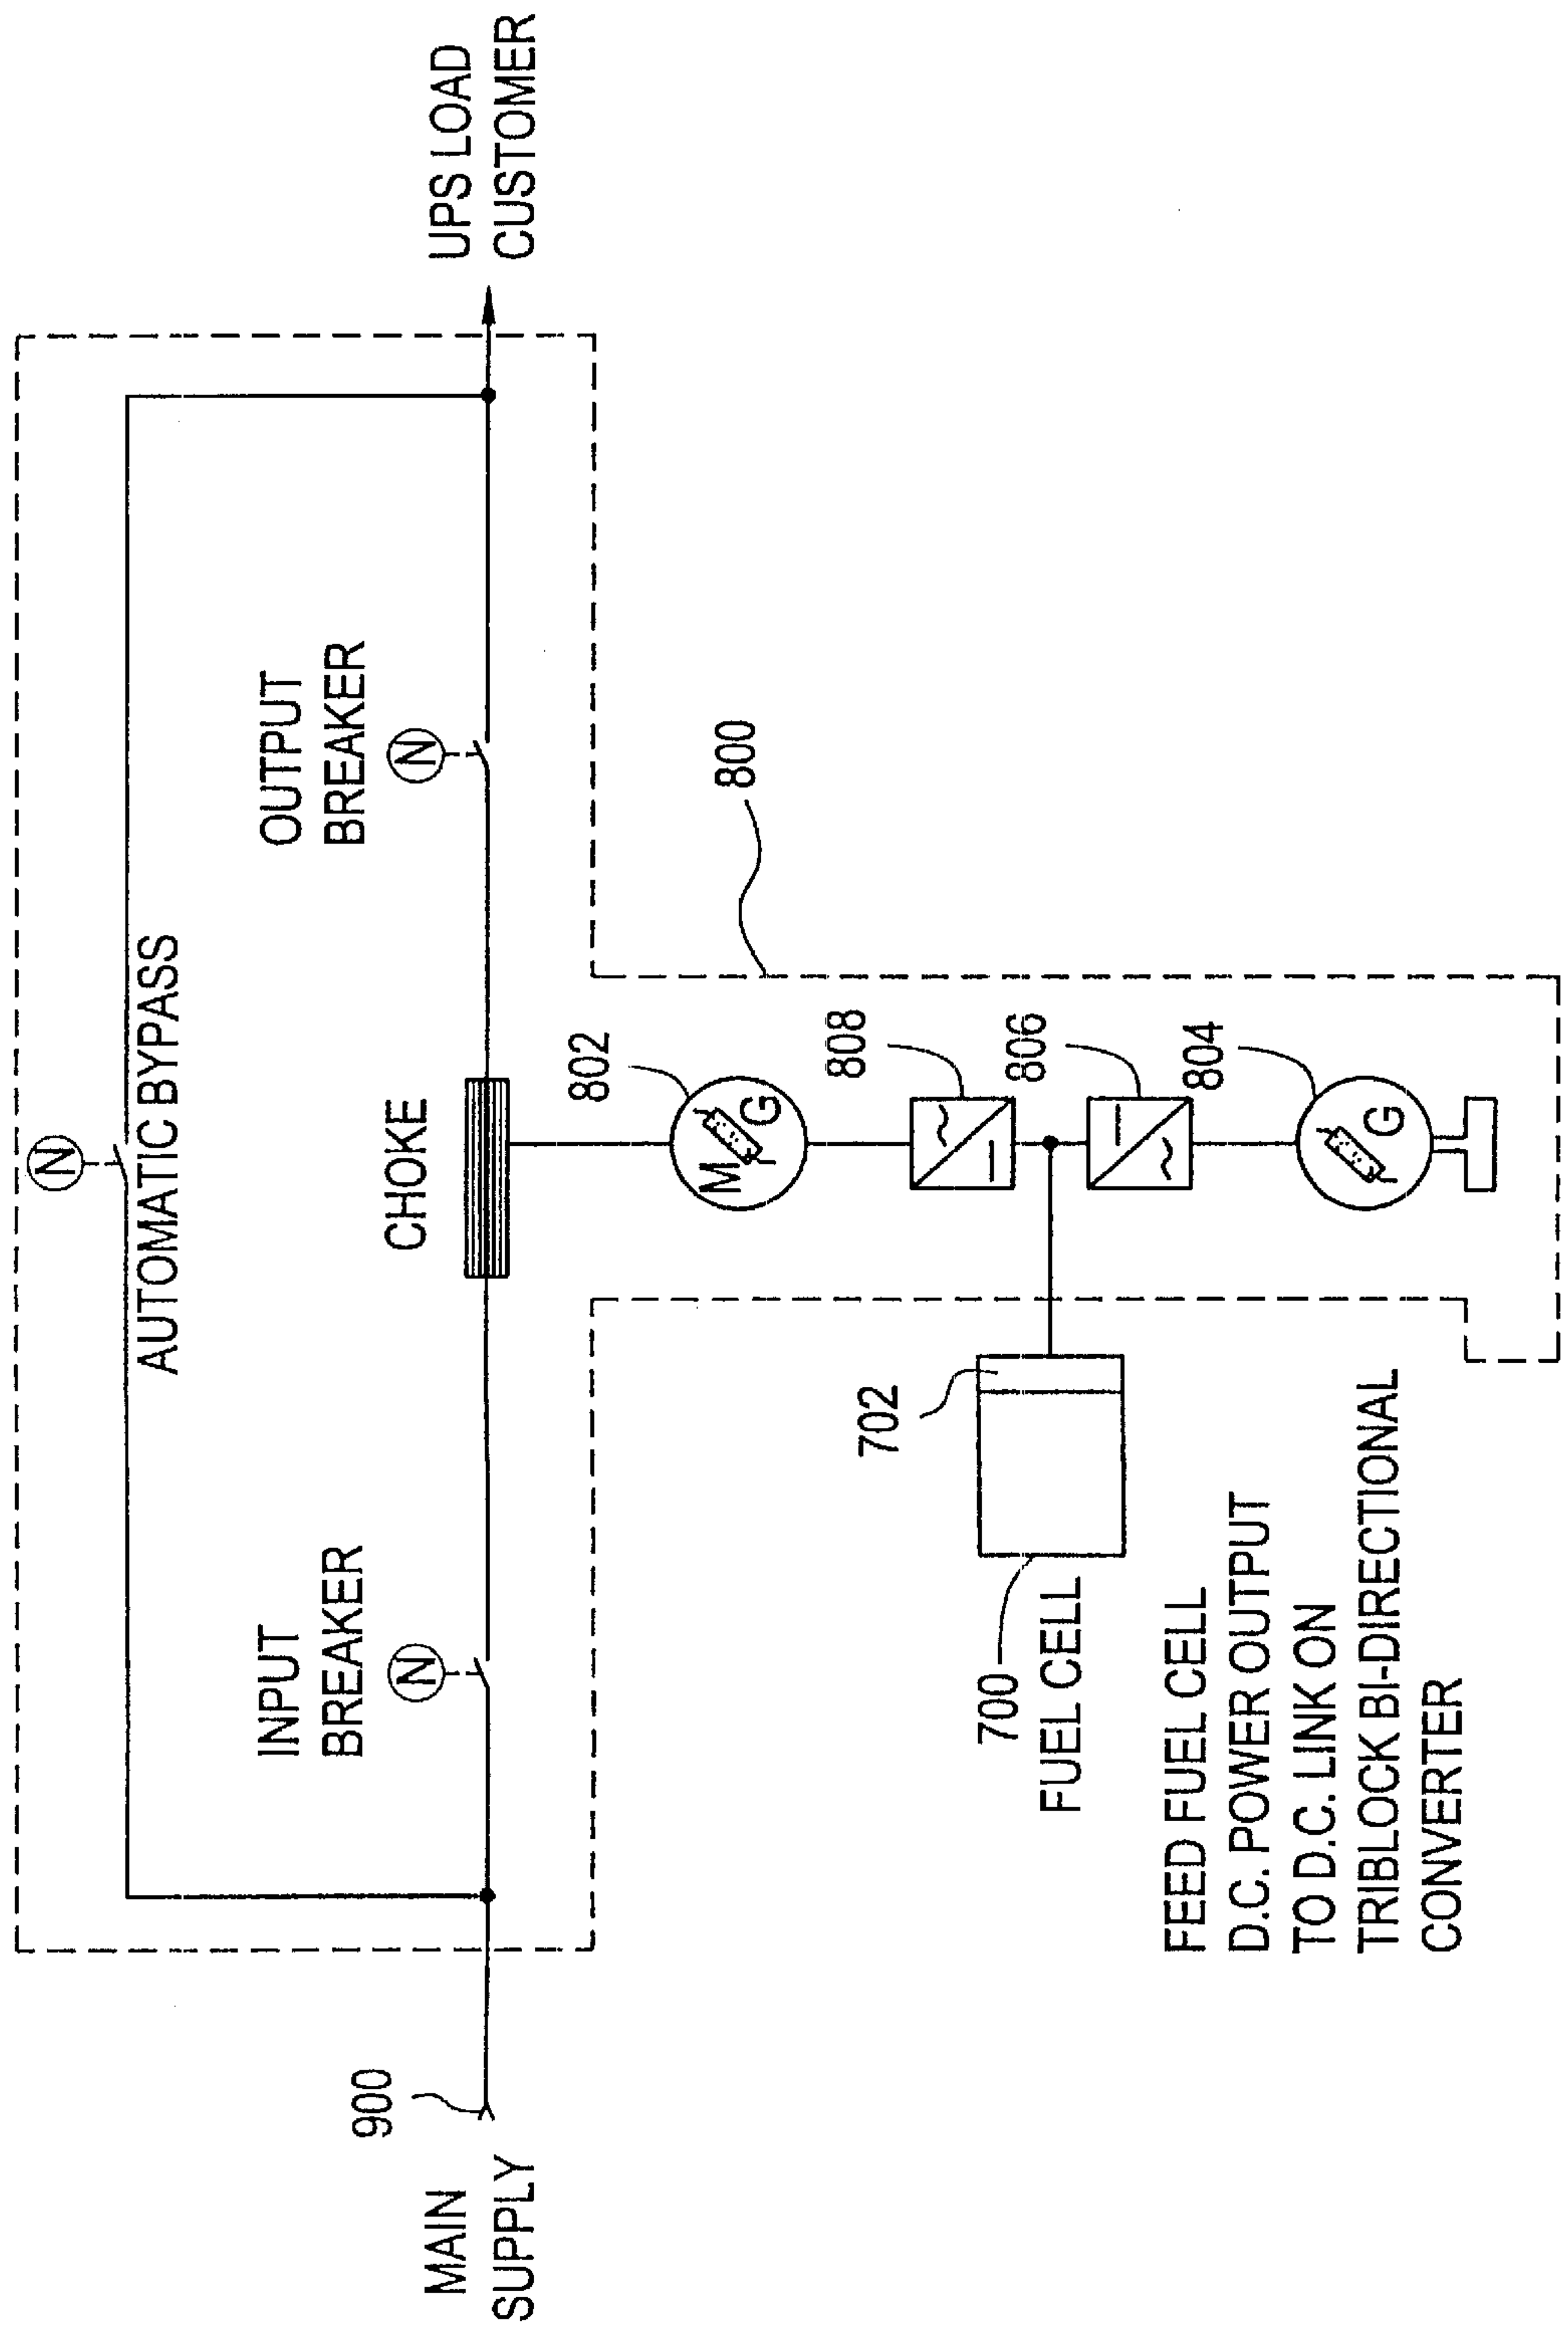 AUTOMATIC BYPASS
N
INPUT
BREAKER
N
OUTPUT
BREAKER
N
CHOKE
MAIN
SUPPLY
900
UPS LOAD
CUSTOMER
802
M
G
800
808
806
804
G
702
700
FUEL CELL
FEED FUEL CELL
D.C. POWER OUTPUT
TO D.C. LINK ON
TRIBLOCK BI-DIRECTIONAL
CONVERTER